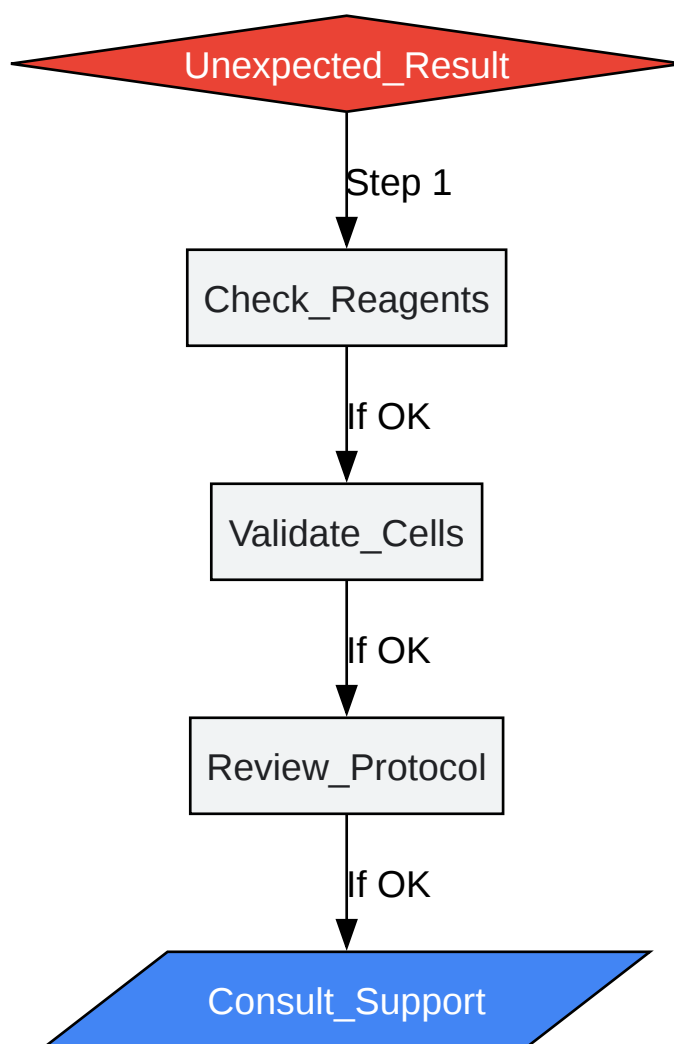 Unexpected_Result
Step 1
Check_Reagents
If OK
Validate_Cells
If OK
Review_Protocol
If OK
Consult_Support